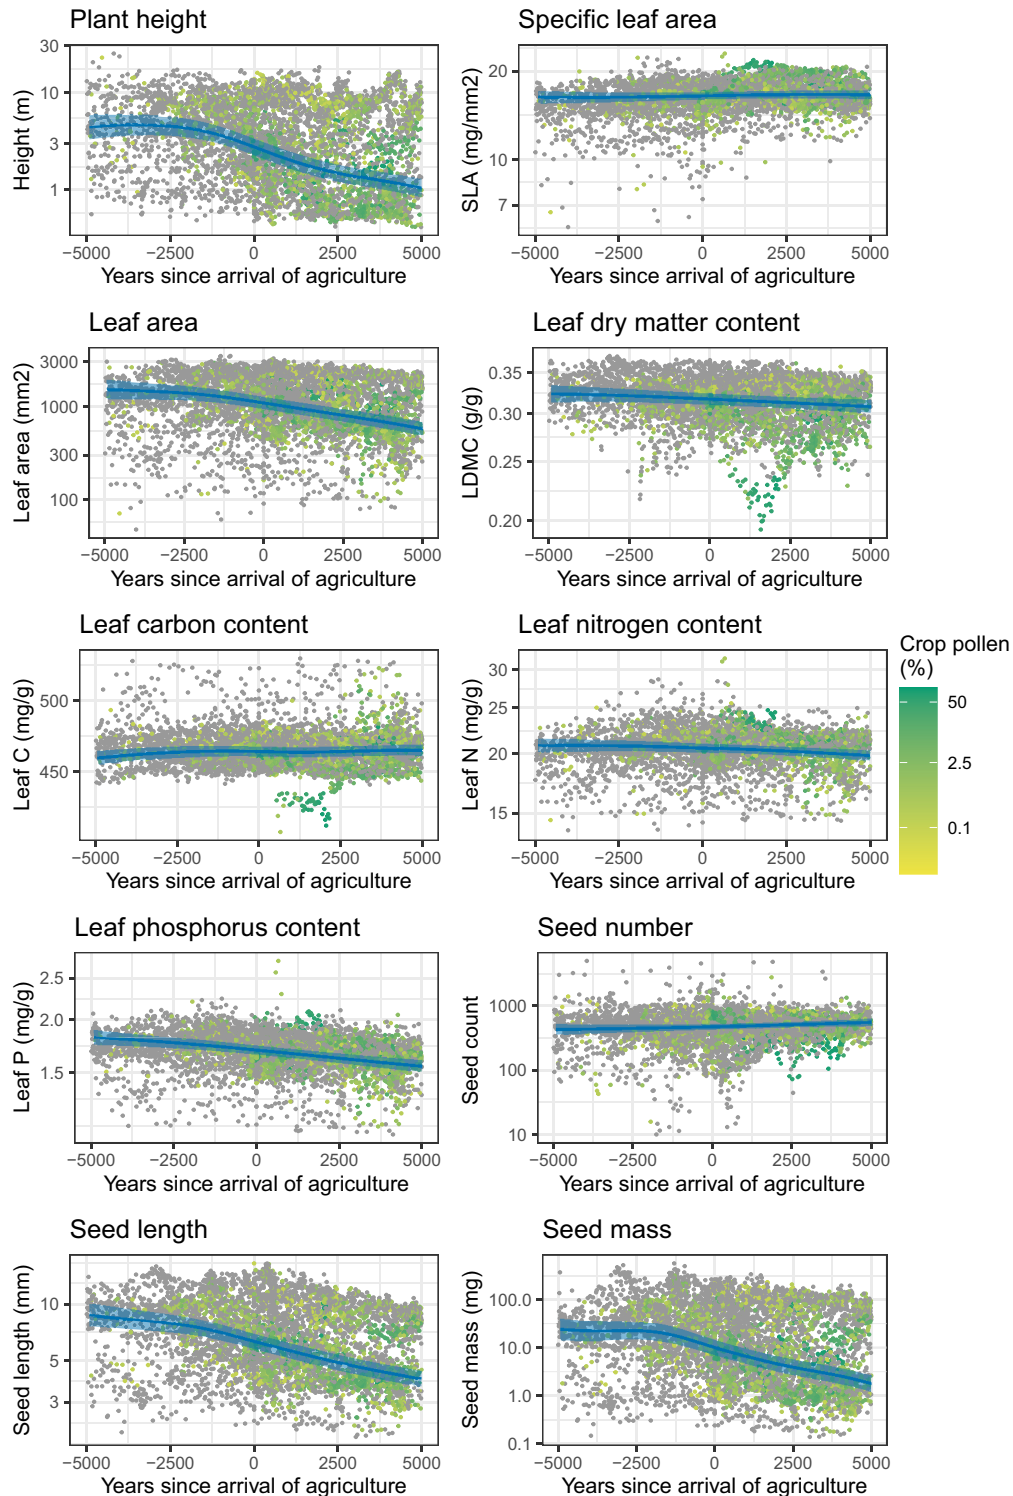 Plant height
Specific leaf area
30
10
3
1
Height (m)
−5000 −2500 0 2500 5000
Years since arrival of agriculture
20
10
7
SLA (mg/mm2)
−5000 −2500 0 2500 5000
Years since arrival of agriculture
Leaf area
Leaf dry matter content
3000
1000
300
100
Leaf area (mm2)
−5000 −2500 0 2500 5000
Years since arrival of agriculture
0.35
0.30
0.25
0.20
LDMC (g/g)
−5000 −2500 0 2500 5000
Years since arrival of agriculture
Leaf carbon content
Leaf nitrogen content
500
450
Leaf C (mg/g)
−5000 −2500 0 2500 5000
Years since arrival of agriculture
30
25
20
15
Leaf N (mg/g)
−5000 −2500 0 2500 5000
Years since arrival of agriculture
Crop pollen
(%)
50
2.5
0.1
Leaf phosphorus content
Seed number
2.5
2.0
1.5
Leaf P (mg/g)
−5000 −2500 0 2500 5000
Years since arrival of agriculture
1000
100
10
Seed count
−5000 −2500 0 2500 5000
Years since arrival of agriculture
Seed length
Seed mass
10
5
3
Seed length (mm)
−5000 −2500 0 2500 5000
Years since arrival of agriculture
100.0
10.0
1.0
0.1
Seed mass (mg)
−5000 −2500 0 2500 5000
Years since arrival of agriculture